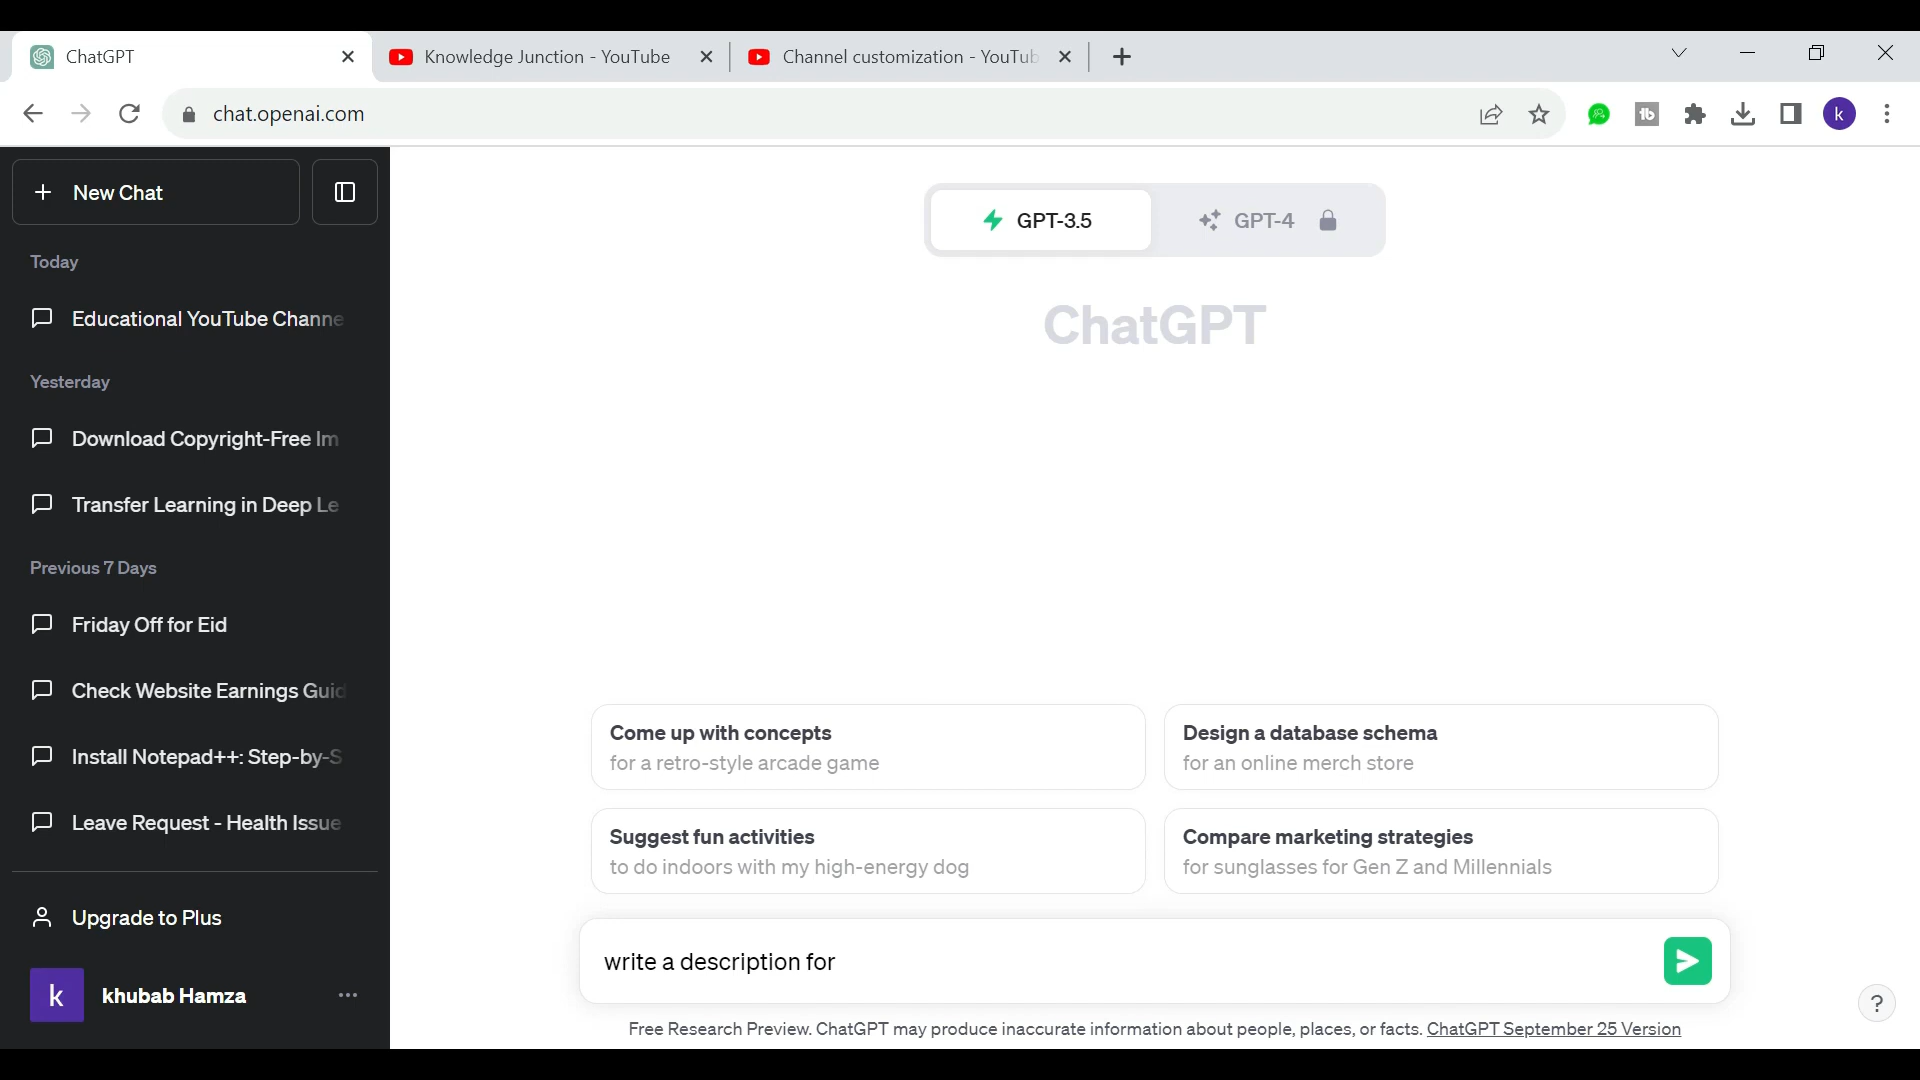 ChatGPT
Knowledge Junction - YouTube
Channel customization - YouTub
chat.openai.com
k
New Chat
Today
Educational YouTube Channe
Yesterday
Download Copyright-Free Im
Transfer Learning in Deep Le
Previous 7 Days
Friday Off for Eid
Check Website Earnings Guid
Install Notepad++: Step-by-S
Leave Request - Health Issue
Upgrade to Plus
k
khubab Hamza
GPT-3.5
GPT-4
ChatGPT
Come up with concepts
for a retro-style arcade game
Design a database schema
for an online merch store
Suggest fun activities
to do indoors with my high-energy dog
Compare marketing strategies
for sunglasses for Gen Z and Millennials
write a description for
?
Free Research Preview. ChatGPT may produce inaccurate information about people, places, or facts. ChatGPT September 25 Version